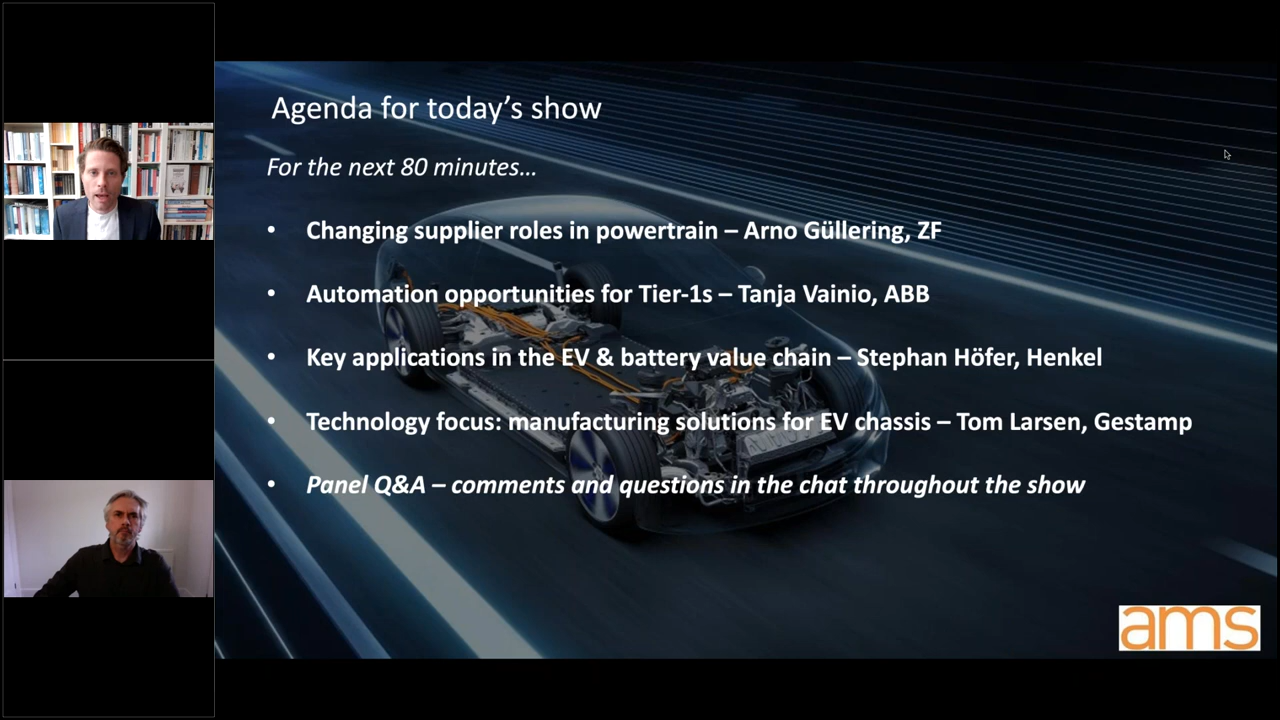 Agenda for today's show
For the next 80 minutes...
• Changing supplier roles in powertrain – Arno Güllering, ZF
• Automation opportunities for Tier-1s – Tanja Vainio, ABB
• Key applications in the EV & battery value chain – Stephan Höfer, Henkel
• Technology focus: manufacturing solutions for EV chassis – Tom Larsen, Gestamp
• Panel Q&A – comments and questions in the chat throughout the show
ams